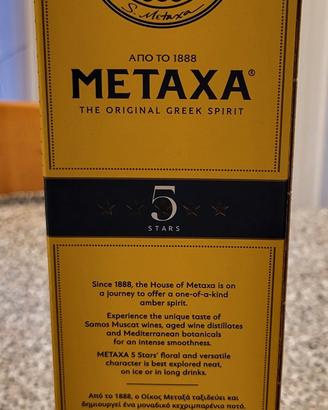 S. Metaxa
ΑΠΟ ΤΟ 1888
METAXA®
THE ORIGINAL GREEK SPIRIT
5
STARS
Since 1888, the House of Metaxa is on
a journey to offer a one-of-a-kind
amber spirit.
Experience the unique taste of
Samos Muscat wines, aged wine distillates
and Mediterranean botanicals
for an intense smoothness.
METAXA 5 Stars' floral and versatile
character is best explored neat,
on ice or in long drinks.
Από το 1888, ο Οίκος Μεταξά ταξιδεύει και
δημιουργεί ένα μοναδικό κεχριμπαρένιο ποτό.